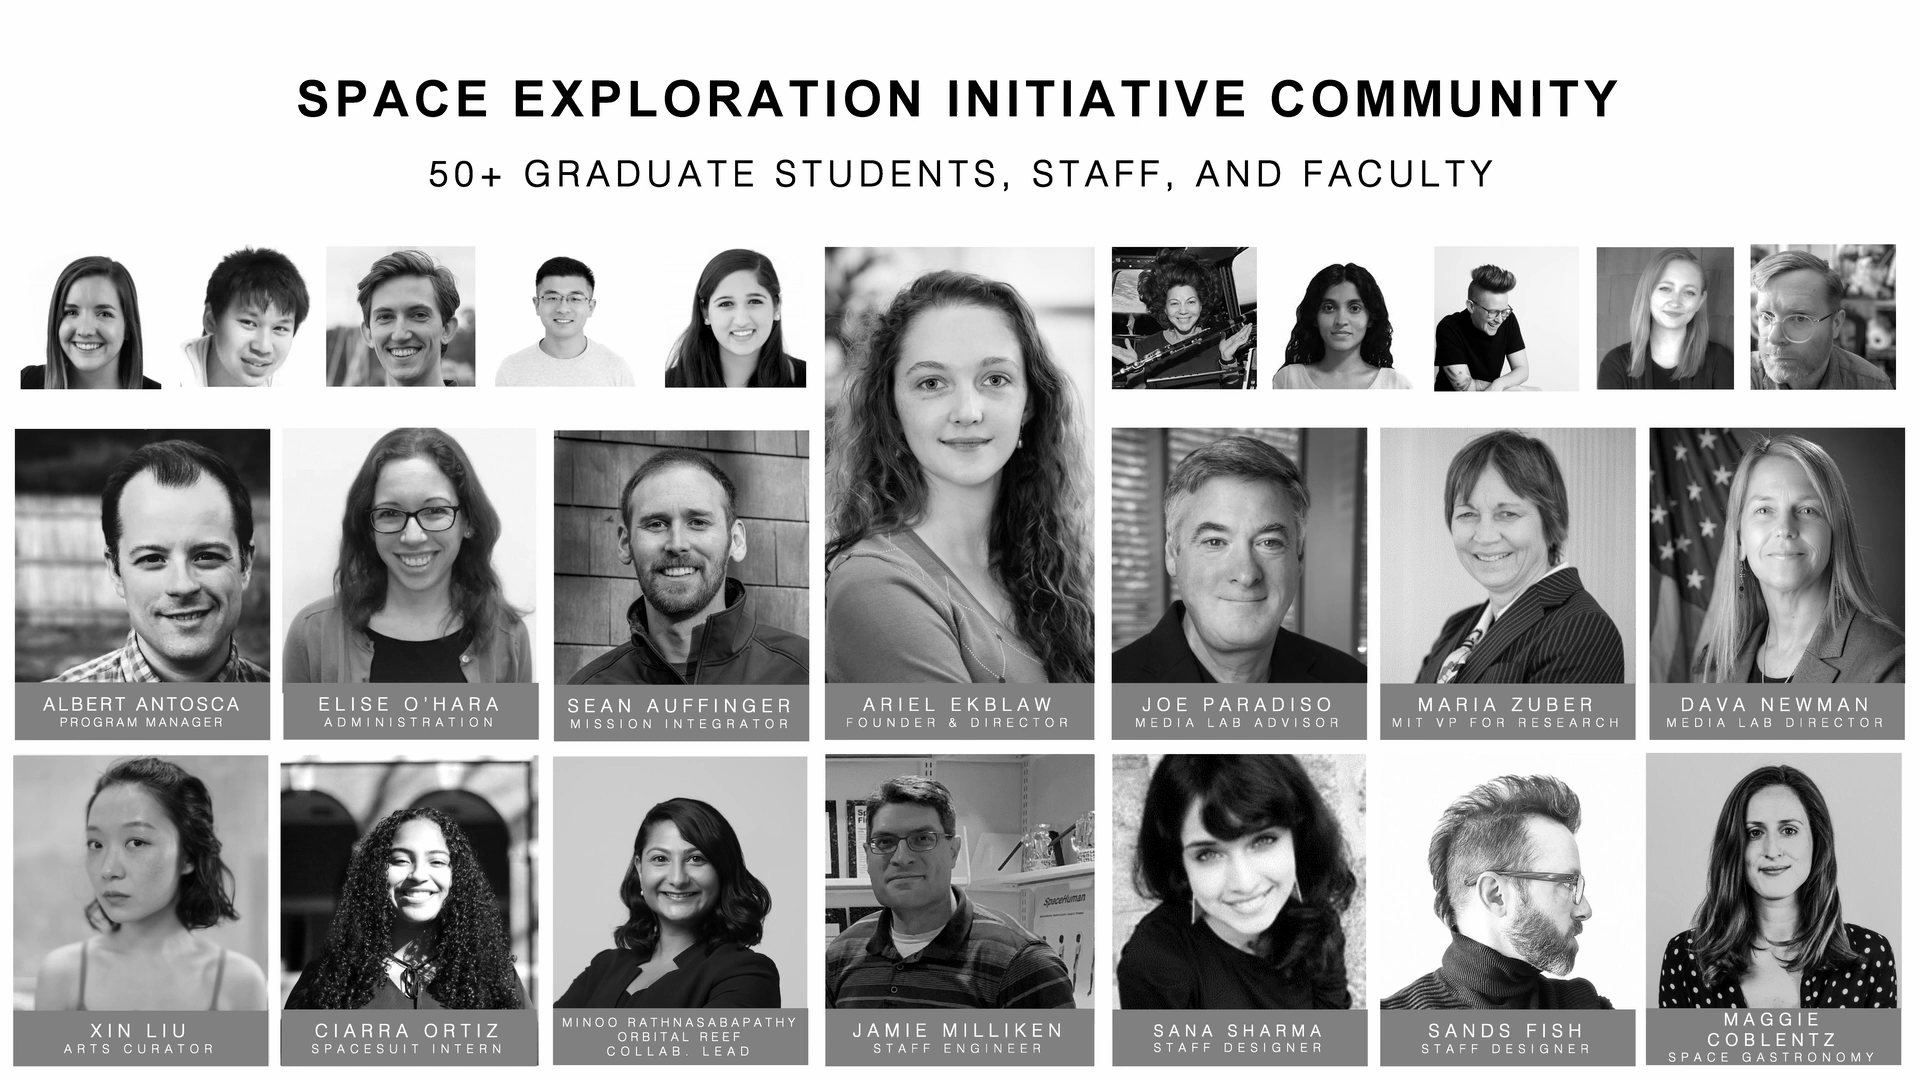 SPACE EXPLORATION INITIATIVE COMMUNITY
50+ GRADUATE STUDENTS, STAFF, AND FACULTY
ALBERT ANTOSCA
PROGRAM MANAGER
ELISE O'HARA
ADMINISTRATION
SEAN AUFFINGER
MISSION INTEGRATOR
ARIEL EKBLAW
FOUNDER & DIRECTOR
JOE PARADISO
MEDIA LAB ADVISOR
MARIA ZUBER
MIT VP FOR RESEARCH
DAVA NEWMAN
MEDIA LAB DIRECTOR
XIN LIU
ARTS CURATOR
CIARRA ORTIZ
SPACESUIT INTERN
MINOO RATHNASABAPATHY
ORBITAL REEF
COLLAB. LEAD
SpaceHuman
JAMIE MILLIKEN
STAFF ENGINEER
SANA SHARMA
STAFF DESIGNER
SANDS FISH
STAFF DESIGNER
MAGGIE
COBLENTZ
SPACE GASTRONOMY